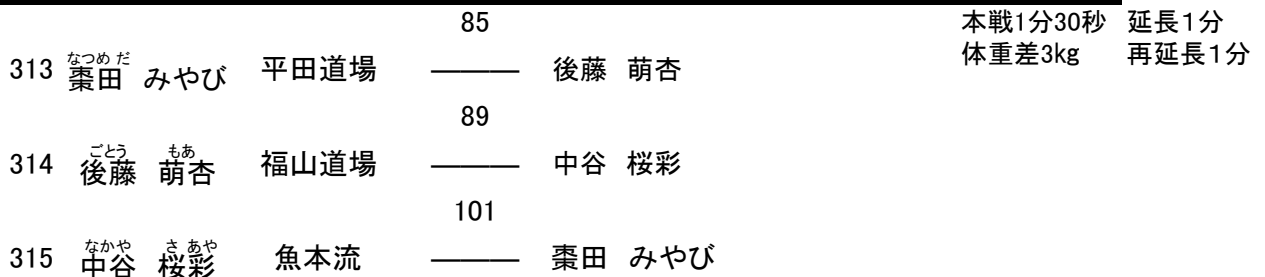 85 本戦1分30秒 延長1分
体重差3kg 再延長1分
なつめ だ
313 棗田 みやび 平田道場 ――― 後藤 萌杏
89
ごとう もあ
314 後藤 萌杏 福山道場 ――― 中谷 桜彩
101
なかや さ あや
315 中谷 桜彩 魚本流 ――― 棗田 みやび